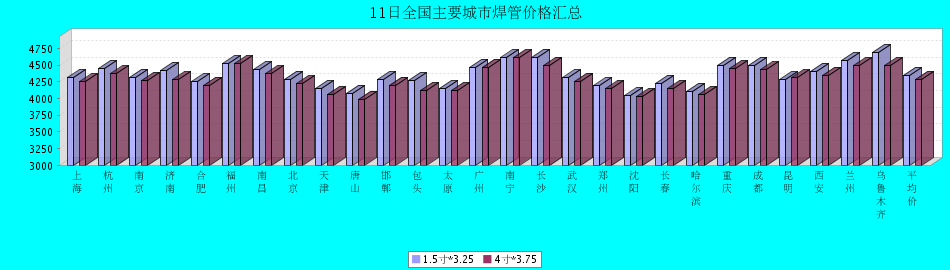 11日全国主要城市焊管价格汇总
4750
4500
4250
4000
3750
3500
3250
3000
上海
杭州
南京
济南
合肥
福州
南昌
北京
天津
唐山
邯郸
包头
太原
广州
南宁
长沙
武汉
郑州
沈阳
长春
哈尔滨
重庆
成都
昆明
西安
兰州
乌鲁木齐
平均价
1.5寸*3.25
4寸*3.75